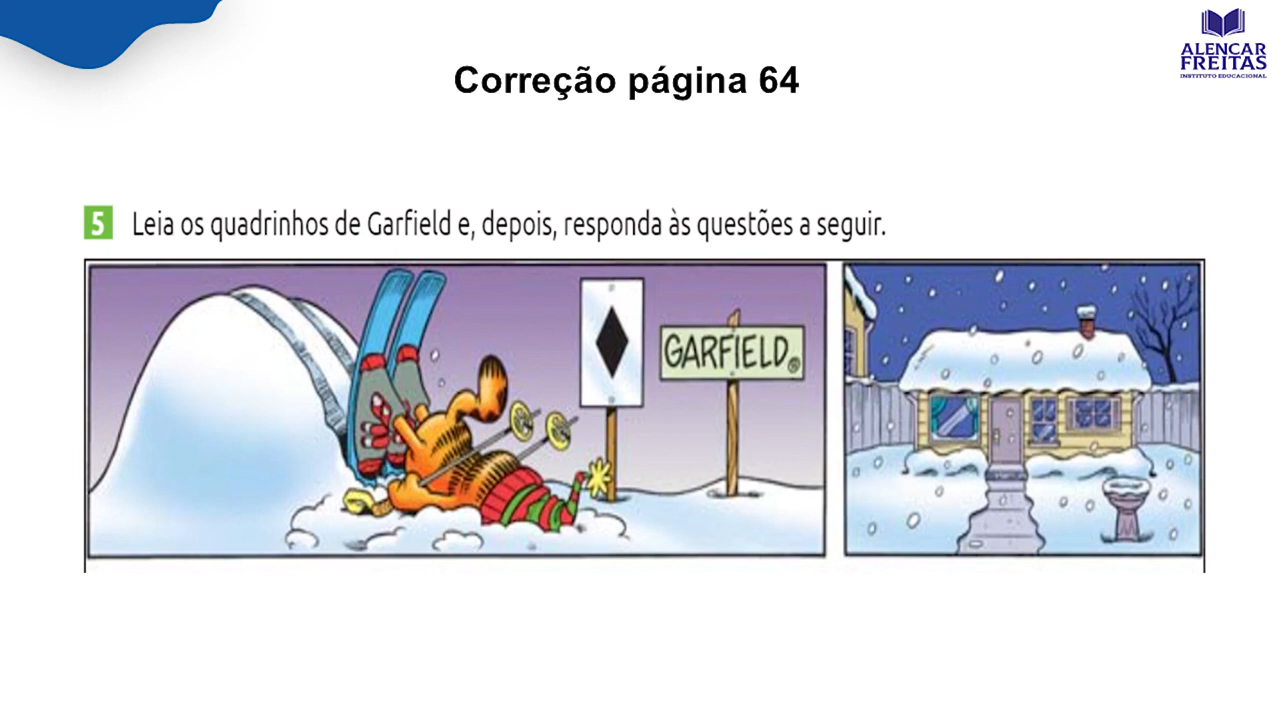 ALENCAR
FREITAS
INSTITUTO EDUCACIONAL
Correção página 64
5 Leia os quadrinhos de Garfield e, depois, responda às questões a seguir.
GARFIELD®